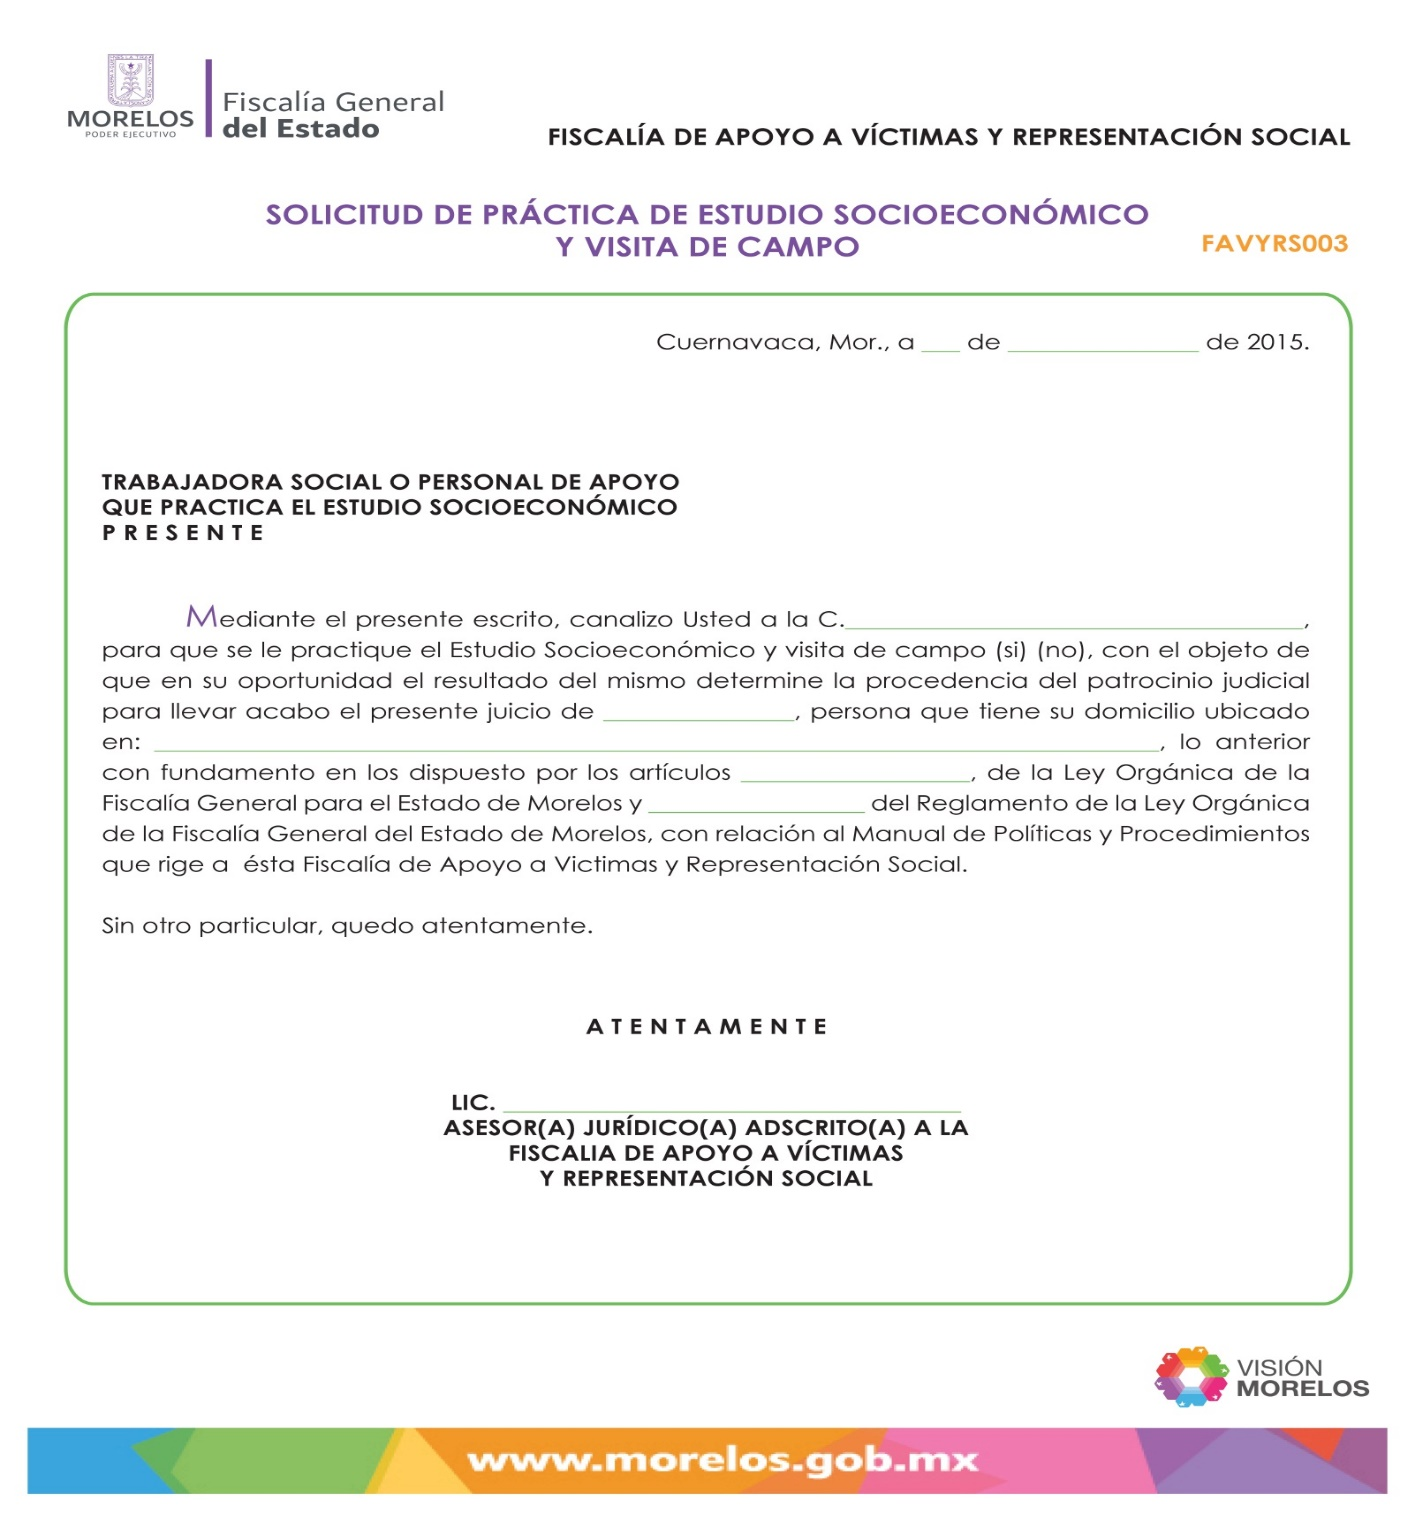 MORELOS
PODER EJECUTIVO
Fiscalía General
del Estado
FISCALÍA DE APOYO A VÍCTIMAS Y REPRESENTACIÓN SOCIAL
SOLICITUD DE PRÁCTICA DE ESTUDIO SOCIOECONÓMICO
Y VISITA DE CAMPO
FAVYRS003
Cuernavaca, Mor., a ___ de _______________ de 2015.
TRABAJADORA SOCIAL O PERSONAL DE APOYO
QUE PRACTICA EL ESTUDIO SOCIOECONÓMICO
P R E S E N T E
Mediante el presente escrito, canalizo Usted a la C.____________________________________,
para que se le practique el Estudio Socioeconómico y visita de campo (si) (no), con el objeto de
que en su oportunidad el resultado del mismo determine la procedencia del patrocinio judicial
para llevar acabo el presente juicio de _______________, persona que tiene su domicilio ubicado
en: _______________________________________________________________________________, lo anterior
con fundamento en los dispuesto por los artículos __________________, de la Ley Orgánica de la
Fiscalía General para el Estado de Morelos y _________________ del Reglamento de la Ley Orgánica
de la Fiscalía General del Estado de Morelos, con relación al Manual de Políticas y Procedimientos
que rige a ésta Fiscalía de Apoyo a Victimas y Representación Social.
Sin otro particular, quedo atentamente.
A T E N T A M E N T E
LIC. ____________________________________
ASESOR(A) JURÍDICO(A) ADSCRITO(A) A LA
FISCALIA DE APOYO A VÍCTIMAS
Y REPRESENTACIÓN SOCIAL
VISIÓN
MORELOS
www.morelos.gob.mx